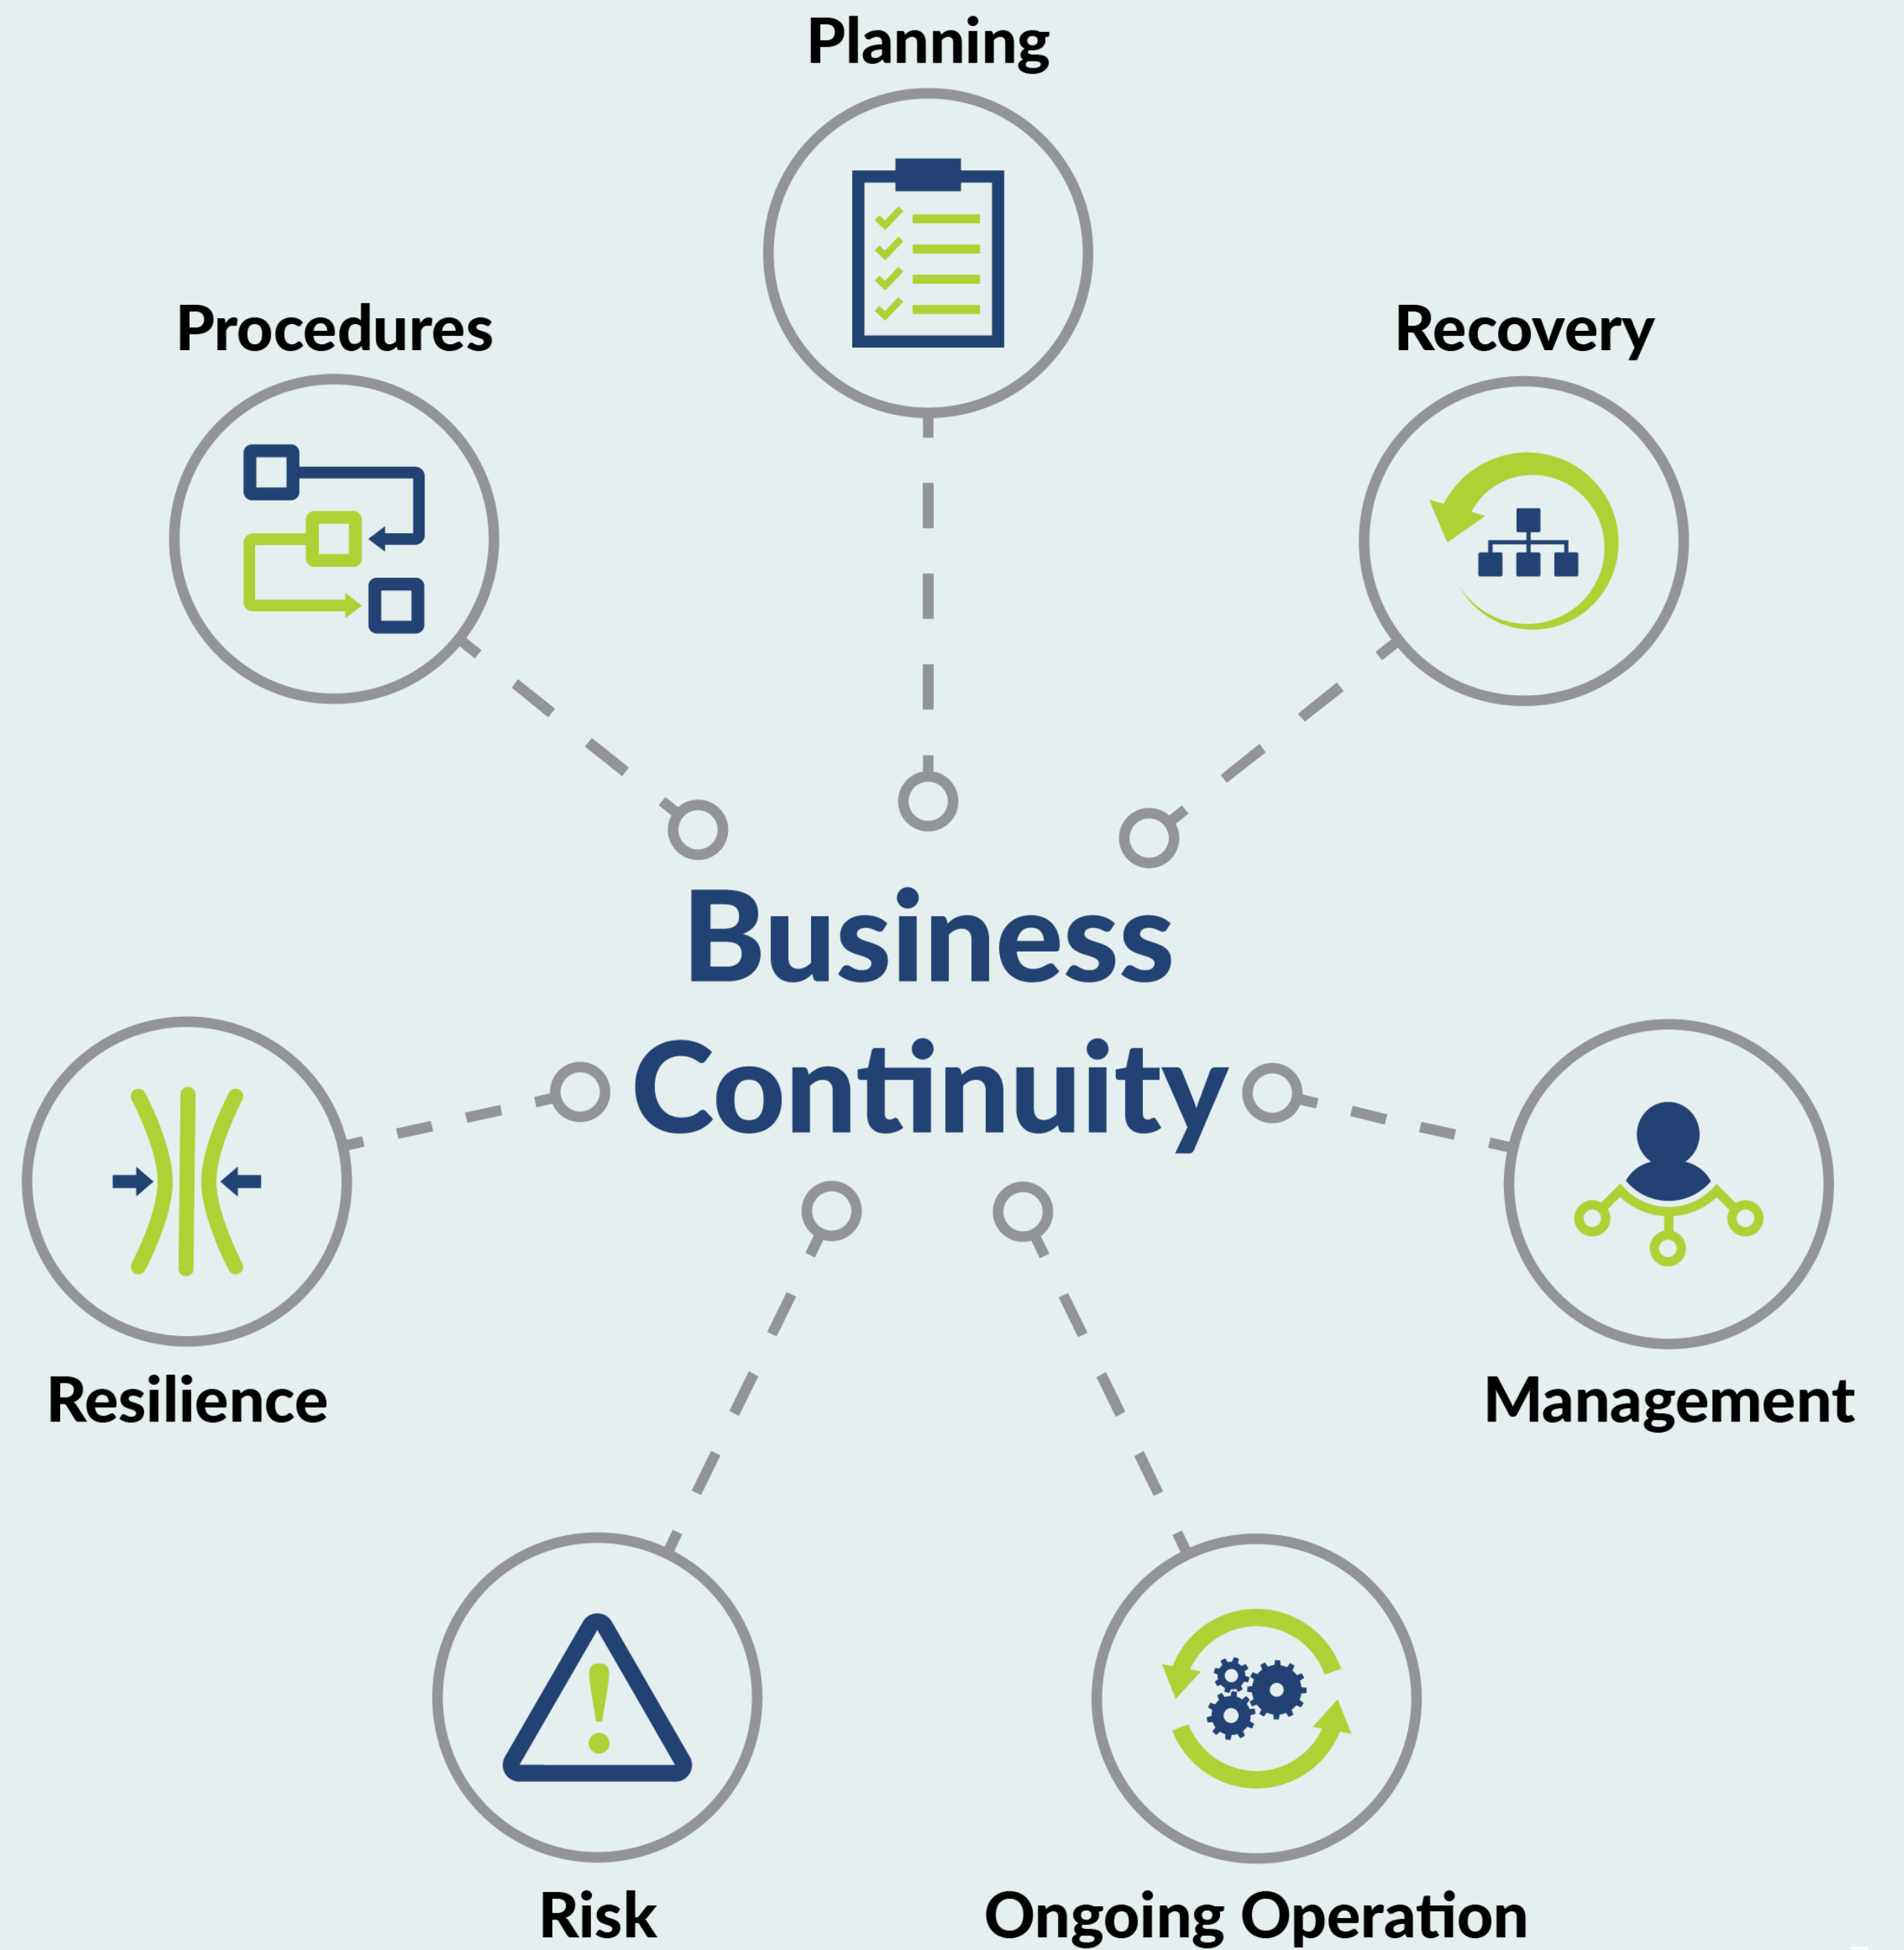 Planning
Procedures
Recovery
Business
Continuity
Resilience
Management
Risk
Ongoing Operation